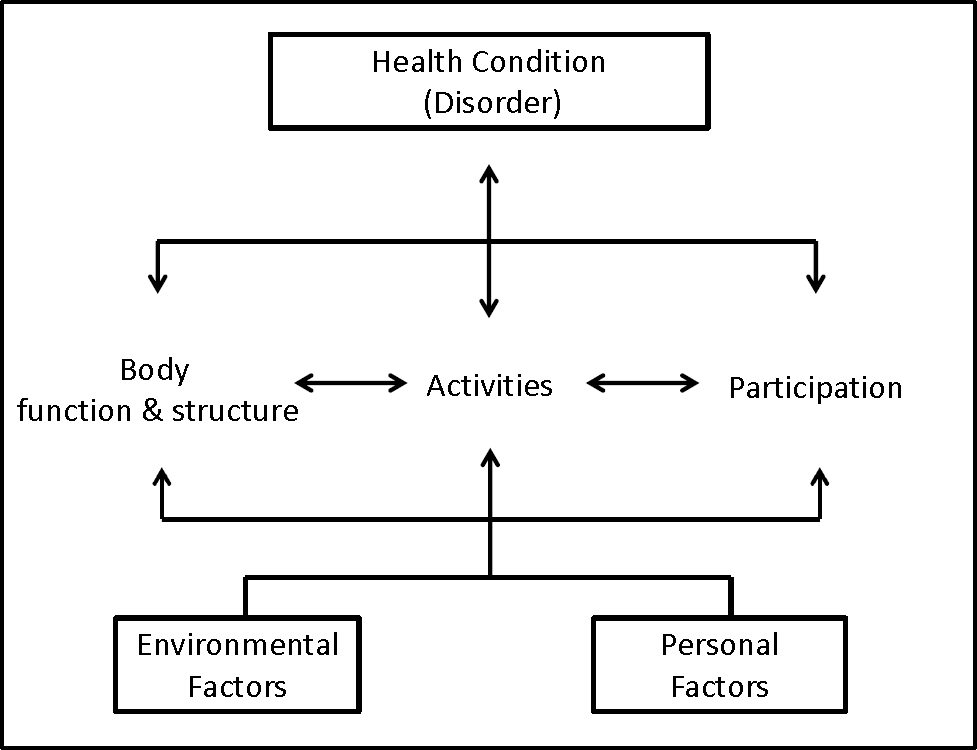 Health Condition
(Disorder)
Body
function & structure
Activities
Participation
Environmental
Factors
Personal
Factors